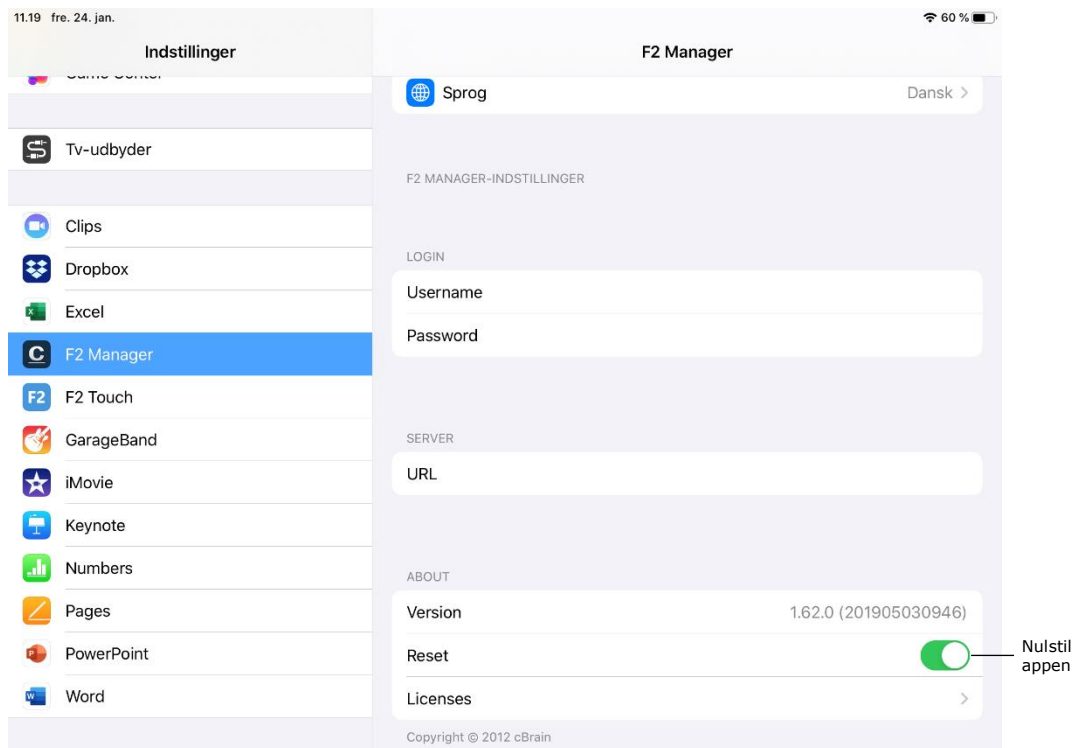 11.19 fre. 24. jan.
60 %
Indstillinger
F2 Manager
Game Center
Sprog
Dansk
Tv-udbyder
F2 MANAGER-INDSTILLINGER
Clips
Dropbox
Excel
F2 Manager
F2 Touch
GarageBand
iMovie
Keynote
Numbers
Pages
PowerPoint
Word
LOGIN
Username
Password
SERVER
URL
ABOUT
Version
1.62.0 (201905030946)
Reset
Licenses
Copyright © 2012 cBrain
Nulstil
appen